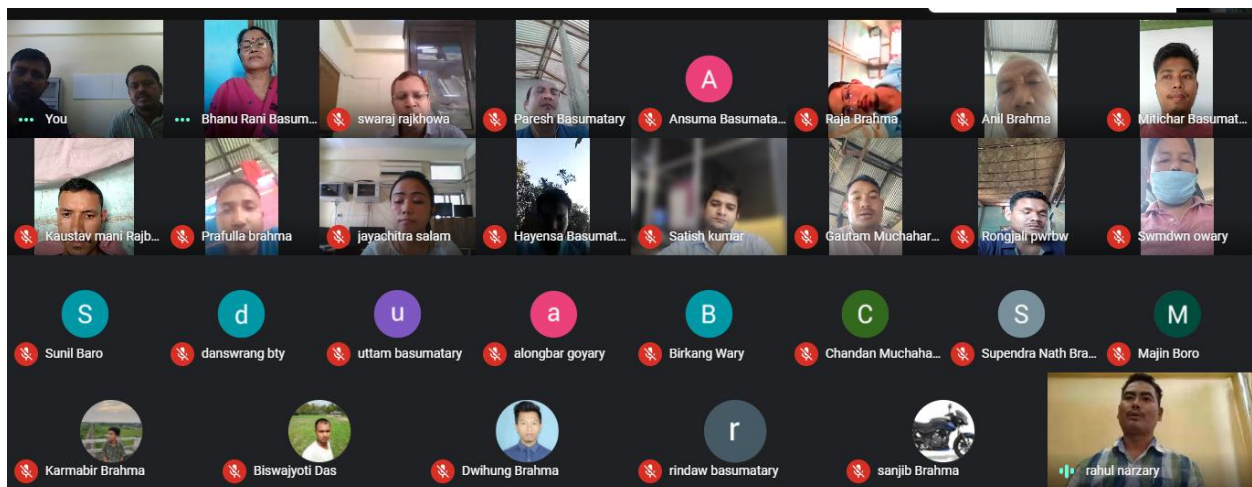 You
Bhanu Rani Basum...
swaraj rajkhowa
Paresh Basumatary
A
Ansuma Basumata...
Raja Brahma
Anil Brahma
Mitichar Basumat...
Kaustav mani Rajb...
Prafulla brahma
jayachitra salam
Hayensa Basumat...
Satish kumar
Gautam Muchahar...
Rongjali pwrbw
Swmdwn owary
S
Sunil Baro
d
danswrang bty
u
uttam basumatary
a
alongbar goyary
B
Birkang Wary
C
Chandan Muchaha...
S
Supendra Nath Bra...
M
Majin Boro
Karmabir Brahma
Biswajyoti Das
Dwihung Brahma
r
rindaw basumatary
sanjib Brahma
rahul narzary